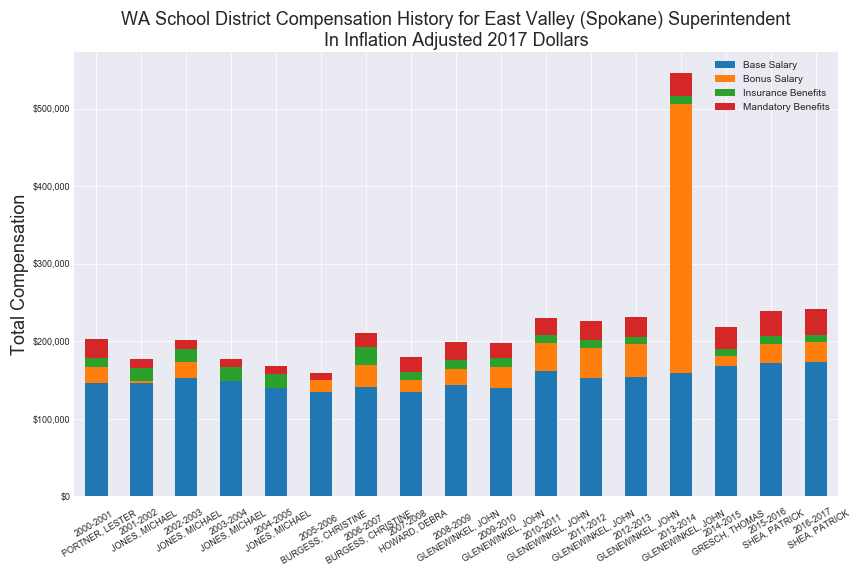 WA School District Compensation History for East Valley (Spokane) Superintendent
In Inflation Adjusted 2017 Dollars
Base Salary
Bonus Salary
Insurance Benefits
Mandatory Benefits
Total Compensation
$500,000
$400,000
$300,000
$200,000
$100,000
$0
2000-2001
PORTNER, LESTER
2001-2002
JONES, MICHAEL
2002-2003
JONES, MICHAEL
2003-2004
JONES, MICHAEL
2004-2005
JONES, MICHAEL
2005-2006
BURGESS, CHRISTINE
2006-2007
BURGESS, CHRISTINE
2007-2008
HOWARD, DEBRA
2008-2009
GLENEWINKEL, JOHN
2009-2010
GLENEWINKEL, JOHN
2010-2011
GLENEWINKEL, JOHN
2011-2012
GLENEWINKEL, JOHN
2012-2013
GLENEWINKEL, JOHN
2013-2014
GLENEWINKEL, JOHN
2014-2015
GRESCH, THOMAS
2015-2016
SHEA, PATRICK
2016-2017
SHEA, PATRICK